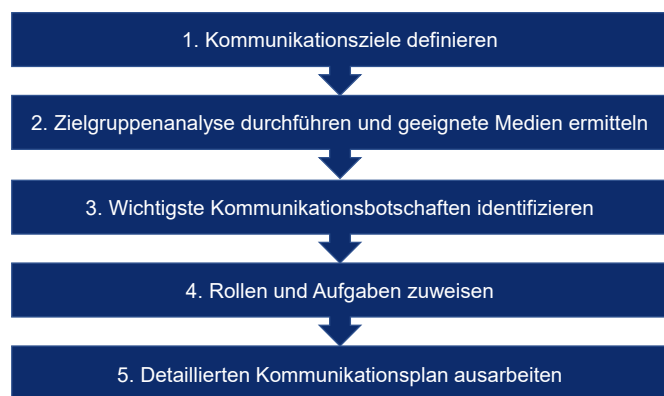 1. Kommunikationsziele definieren
2. Zielgruppenanalyse durchführen und geeignete Medien ermitteln
3. Wichtigste Kommunikationsbotschaften identifizieren
4. Rollen und Aufgaben zuweisen
5. Detaillierten Kommunikationsplan ausarbeiten